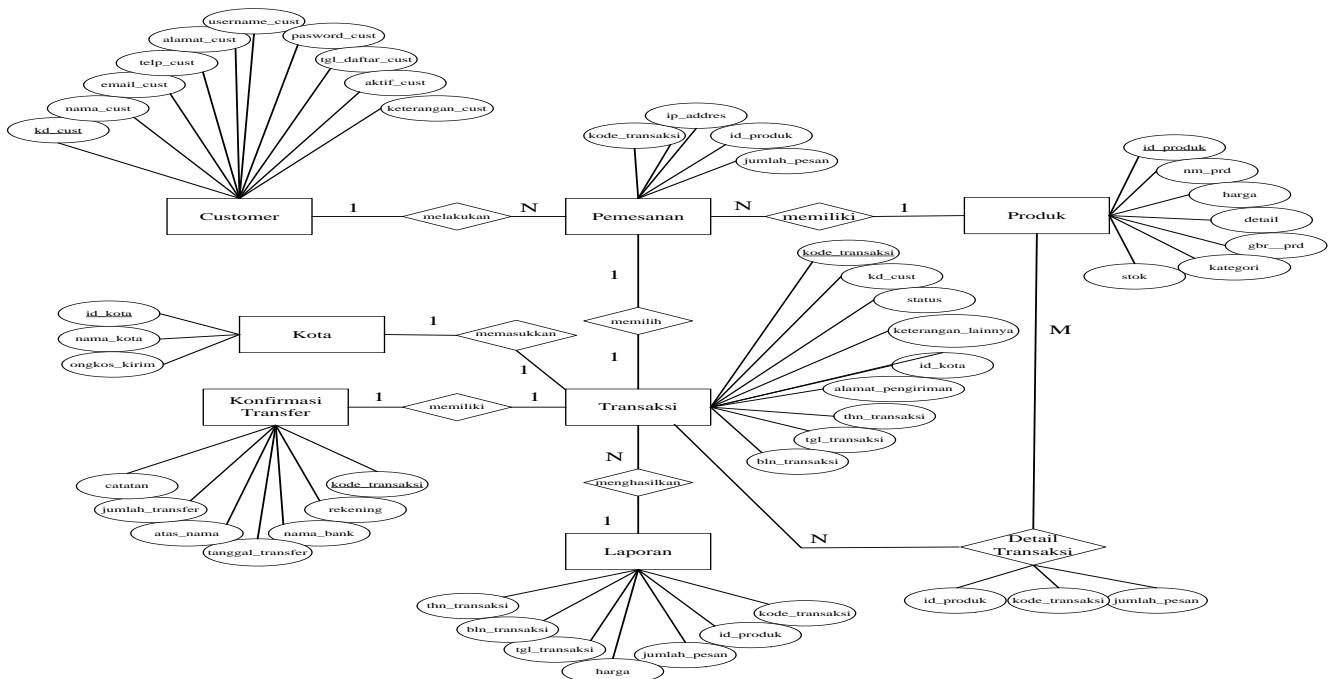 username_cust
alamat_cust
pasword_cust
telp_cust
tgl_daftar_cust
email_cust
aktif_cust
nama_cust
keterangan_cust
kd_cust
ip_addres
kode_transaksi
id_produk
jumlah_pesan
id_produk
nm_prd
harga
detail
gbr__prd
kategori
stok
Customer
1
melakukan
N
Pemesanan
N
memiliki
1
Produk
1
memilih
1
kode_transaksi
kd_cust
status
keterangan_lainnya
id_kota
alamat_pengiriman
thn_transaksi
tgl_transaksi
bln_transaksi
id_kota
nama_kota
ongkos_kirim
Kota
1
memasukkan
1
M
Konfirmasi
Transfer
1
memiliki
1
Transaksi
catatan
jumlah_transfer
atas_nama
tanggal_transfer
nama_bank
rekening
kode_transaksi
N
menghasilkan
1
Laporan
N
Detail
Transaksi
id_produk
kode_transaksi
jumlah_pesan
thn_transaksi
bln_transaksi
tgl_transaksi
harga
jumlah_pesan
id_produk
kode_transaksi